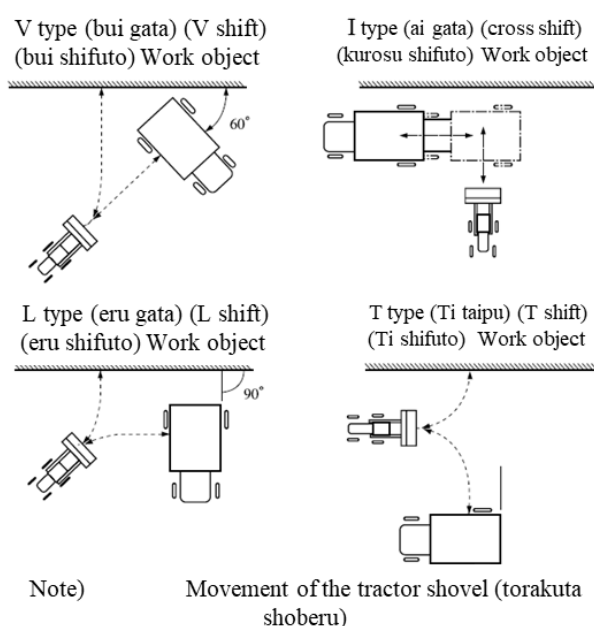 V type (bui gata) (V shift)
(bui shifuto) Work object
60°
I type (ai gata) (cross shift)
(kurosu shifuto) Work object
L type (eru gata) (L shift)
(eru shifuto) Work object
90°
T type (Ti taipu) (T shift)
(Ti shifuto) Work object
Note) Movement of the tractor shovel (torakuta
shoberu)